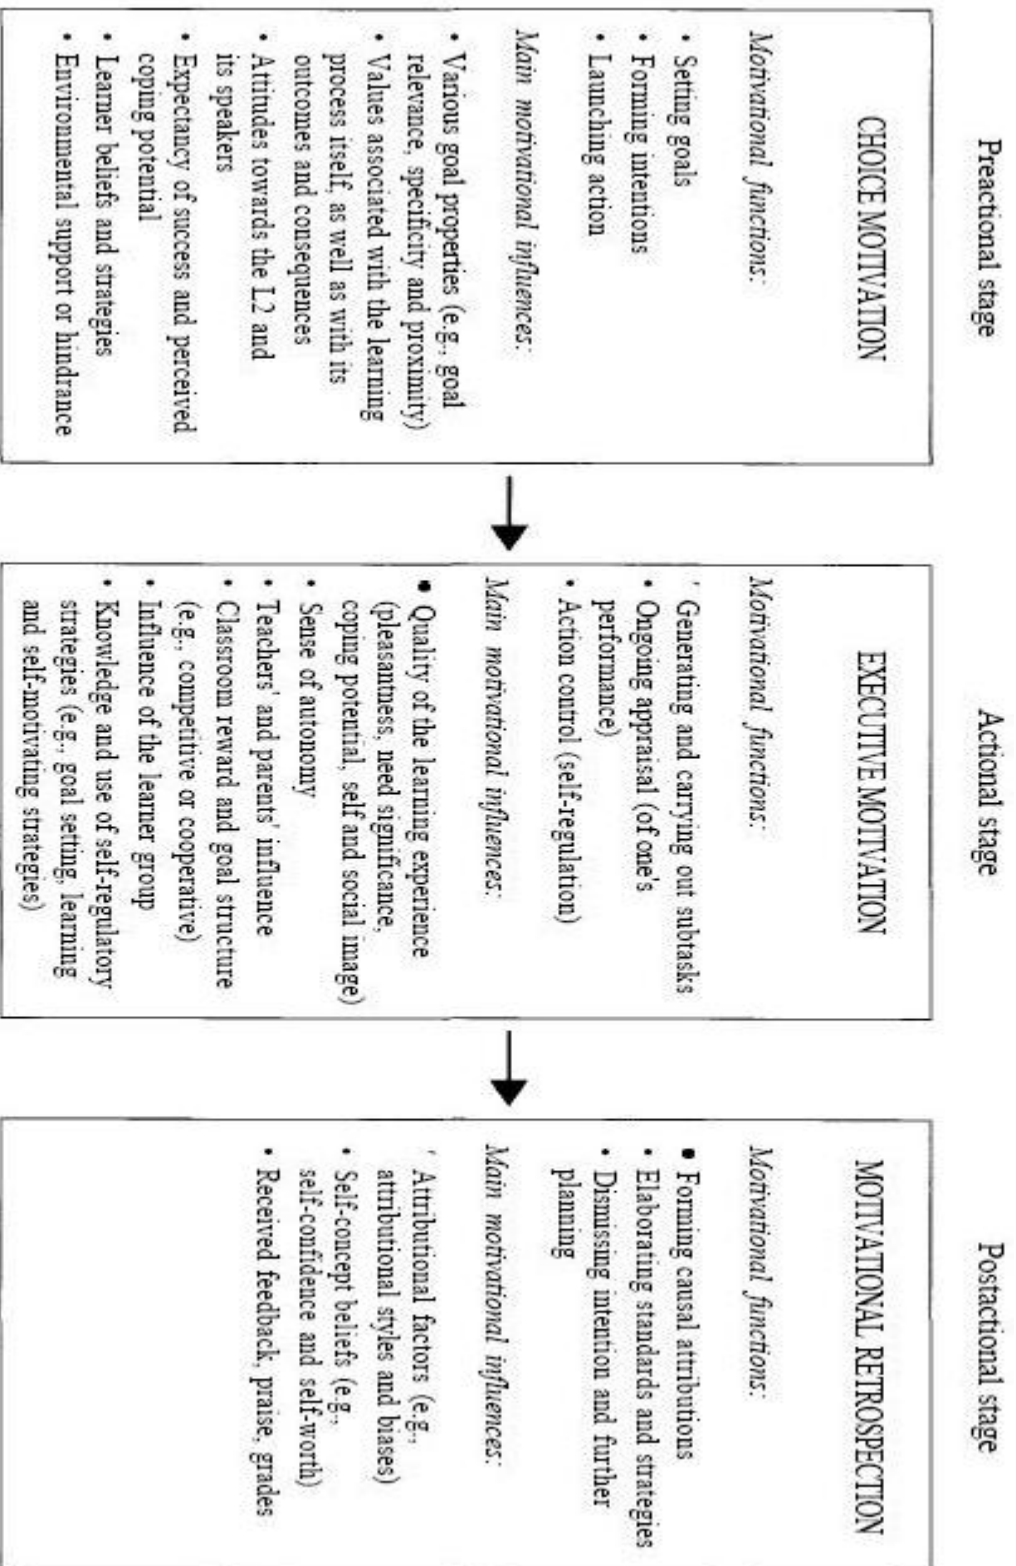 Preactional stage
CHOICE MOTIVATION
Motivational functions:
• Setting goals
• Forming intentions
• Launching action
Main motivational influences:
• Various goal properties (e.g., goal
relevance, specificity and proximity)
• Values associated with the learning
process itself, as well as with its
outcomes and consequences
• Attitudes towards the L2 and
its speakers
• Expectancy of success and perceived
coping potential
• Learner beliefs and strategies
• Environmental support or hindrance
Actional stage
EXECUTIVE MOTIVATION
Motivational functions:
' Generating and carrying out subtasks
• Ongoing appraisal (of one's
performance)
• Action control (self-regulation)
Main motivational influences:
• Quality of the learning experience
(pleasantness, need significance,
coping potential, self and social image)
• Sense of autonomy
• Teachers' and parents' influence
• Classroom reward and goal structure
(e.g., competitive or cooperative)
• Influence of the learner group
• Knowledge and use of self-regulatory
strategies (e.g., goal setting, learning
and self-motivating strategies)
Postactional stage
MOTIVATIONAL RETROSPECTION
Motivational functions:
• Forming causal attributions
• Elaborating standards and strategies
• Dismissing intention and further
planning
Main motivational influences:
' Attributional factors (e.g.,
attributional styles and biases)
• Self-concept beliefs (e.g.,
self-confidence and self-worth)
• Received feedback, praise, grades